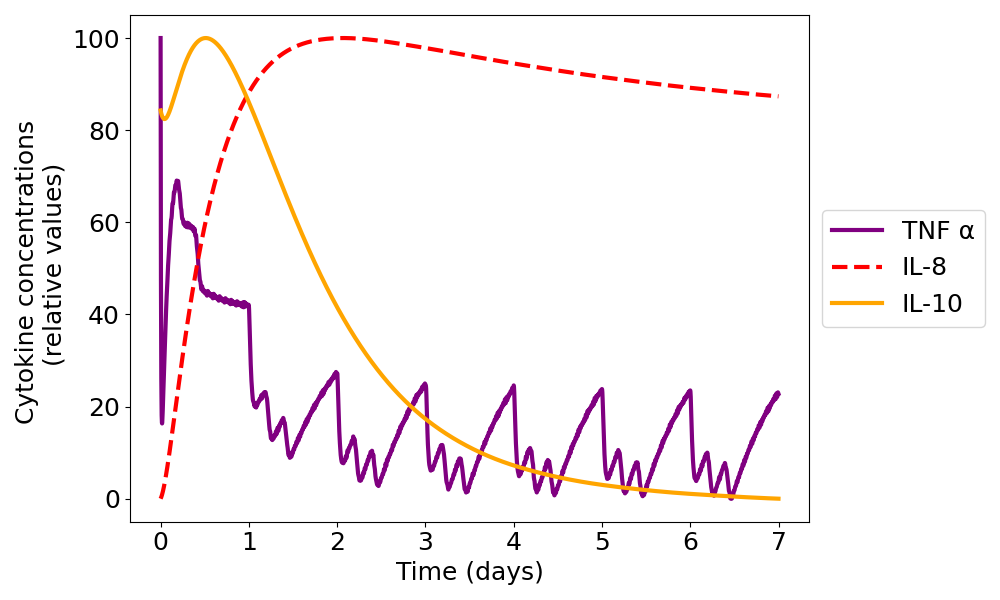 Cytokine concentrations
(relative values)
100
80
60
40
20
0
0 1 2 3 4 5 6 7
Time (days)
TNF α
IL-8
IL-10